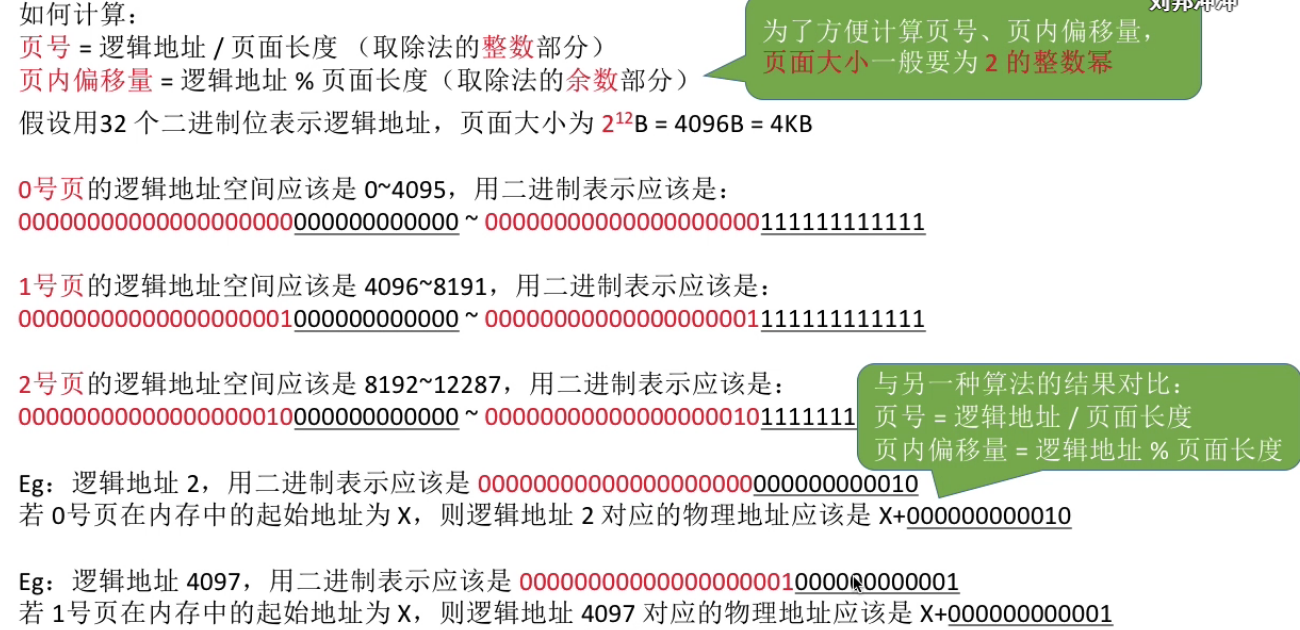 如何计算：
页号 = 逻辑地址 / 页面长度 （取除法的整数部分）
页内偏移量 = 逻辑地址 % 页面长度（取除法的余数部分）
为了方便计算页号、页内偏移量，
页面大小一般要为 2 的整数幂
假设用32 个二进制位表示逻辑地址，页面大小为 2¹²B = 4096B = 4KB
0号页的逻辑地址空间应该是 0~4095，用二进制表示应该是：
00000000000000000000000000000000 ~ 00000000000000000000111111111111
1号页的逻辑地址空间应该是 4096~8191，用二进制表示应该是：
00000000000000000001000000000000 ~ 00000000000000000001111111111111
2号页的逻辑地址空间应该是 8192~12287，用二进制表示应该是：
00000000000000000010000000000000 ~ 000000000000000000101111111
与另一种算法的结果对比：
页号 = 逻辑地址 / 页面长度
页内偏移量 = 逻辑地址 % 页面长度
Eg：逻辑地址 2，用二进制表示应该是 00000000000000000000000000000010
若 0号页在内存中的起始地址为 X，则逻辑地址 2 对应的物理地址应该是 X+000000000010
Eg：逻辑地址 4097，用二进制表示应该是 00000000000000000001000000000001
若 1号页在内存中的起始地址为 X，则逻辑地址 4097 对应的物理地址应该是 X+000000000001